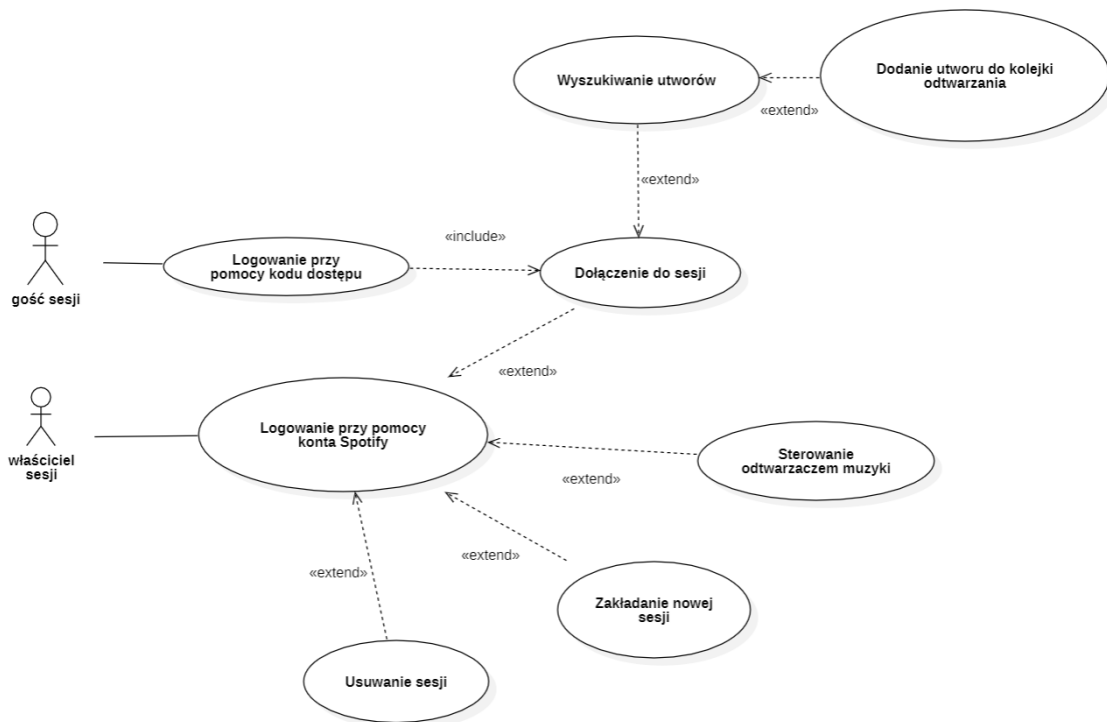 Wyszukiwanie utworów
Dodanie utworu do kolejki
odtwarzania
«extend»
«extend»
«include»
Logowanie przy
pomocy kodu dostępu
Dołączenie do sesji
gość sesji
«extend»
Logowanie przy pomocy
konta Spotify
właściciel
sesji
Sterowanie
odtwarzaczem muzyki
«extend»
«extend»
«extend»
Zakładanie nowej
sesji
Usuwanie sesji